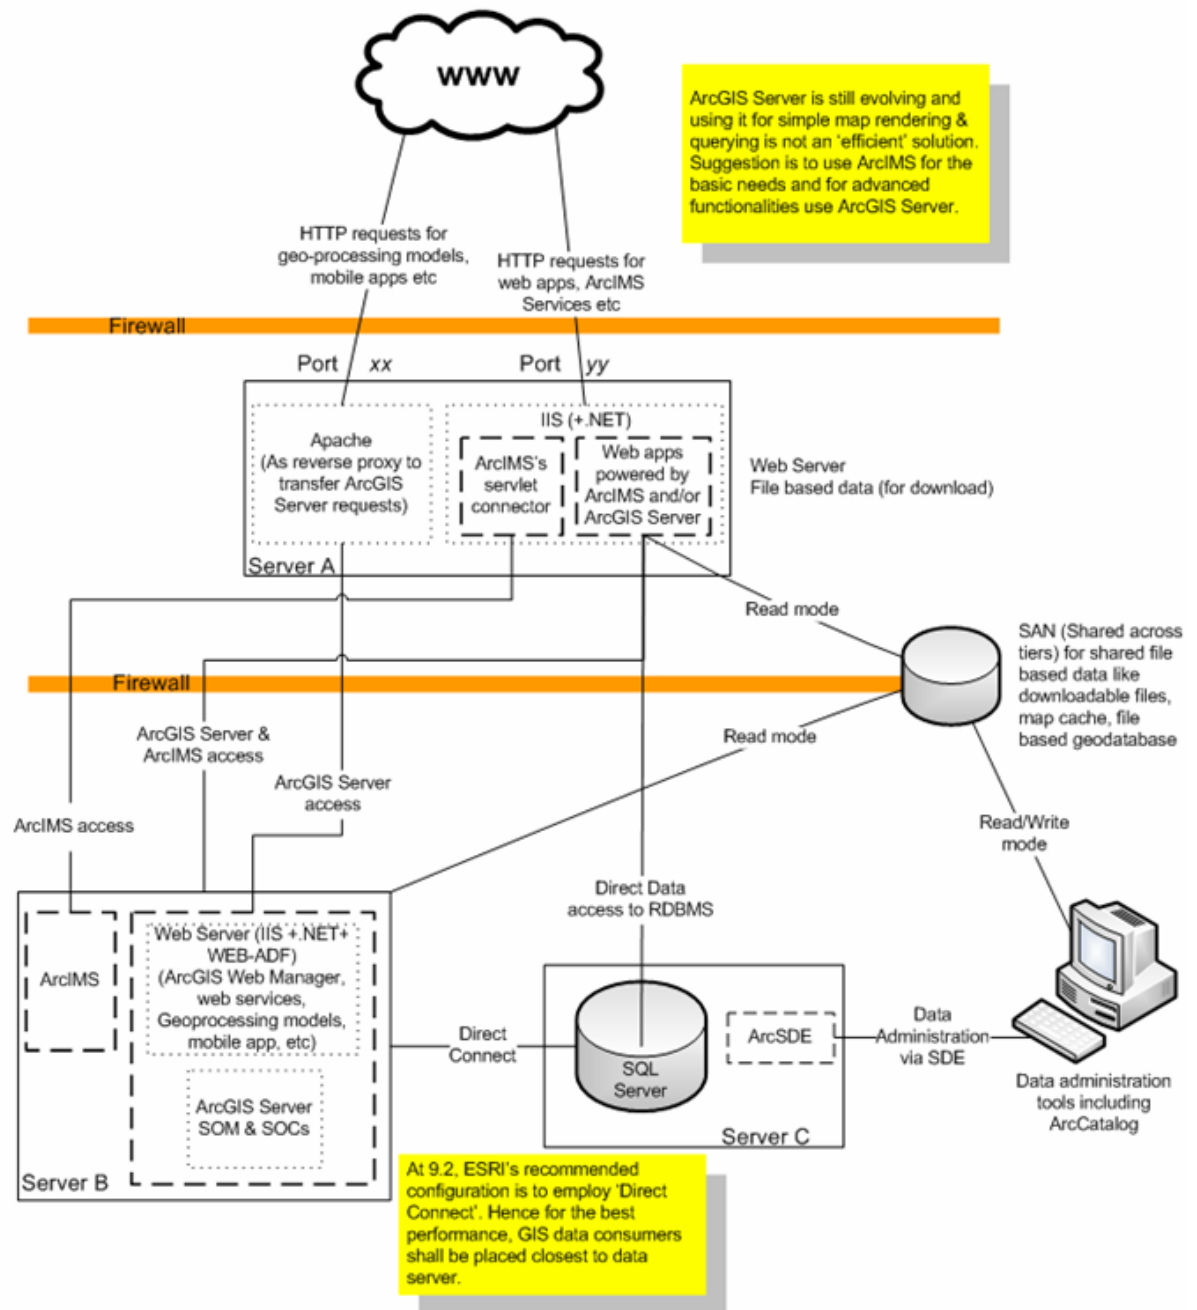 www
ArcGIS Server is still evolving and
using it for simple map rendering &
querying is not an 'efficient' solution.
Suggestion is to use ArcIMS for the
basic needs and for advanced
functionalities use ArcGIS Server.
HTTP requests for
geo-processing models,
mobile apps etc
HTTP requests for
web apps, ArcIMS
Services etc
Firewall
Port xx
Port yy
Apache
(As reverse proxy to
transfer ArcGIS
Server requests)
IIS (+.NET)
ArcIMS's
servlet
connector
Web apps
powered by
ArcIMS and/or
ArcGIS Server
Web Server
File based data (for download)
Server A
Read mode
SAN (Shared across
tiers) for shared file
based data like
downloadable files,
map cache, file
based geodatabase
Firewall
ArcGIS Server &
ArcIMS access
Read mode
ArcGIS Server
access
ArcIMS access
Read/Write
mode
Direct Data
access to RDBMS
Web Server (IIS +.NET+
WEB-ADF)
(ArcGIS Web Manager,
web services,
Geoprocessing models,
mobile app, etc)
ArcIMS
ArcGIS Server
SOM & SOCs
Server B
Direct
Connect
SQL
Server
ArcSDE
Server C
Data
Administration
via SDE
Data administration
tools including
ArcCatalog
At 9.2, ESRI's recommended
configuration is to employ 'Direct
Connect'. Hence for the best
performance, GIS data consumers
shall be placed closest to data
server.